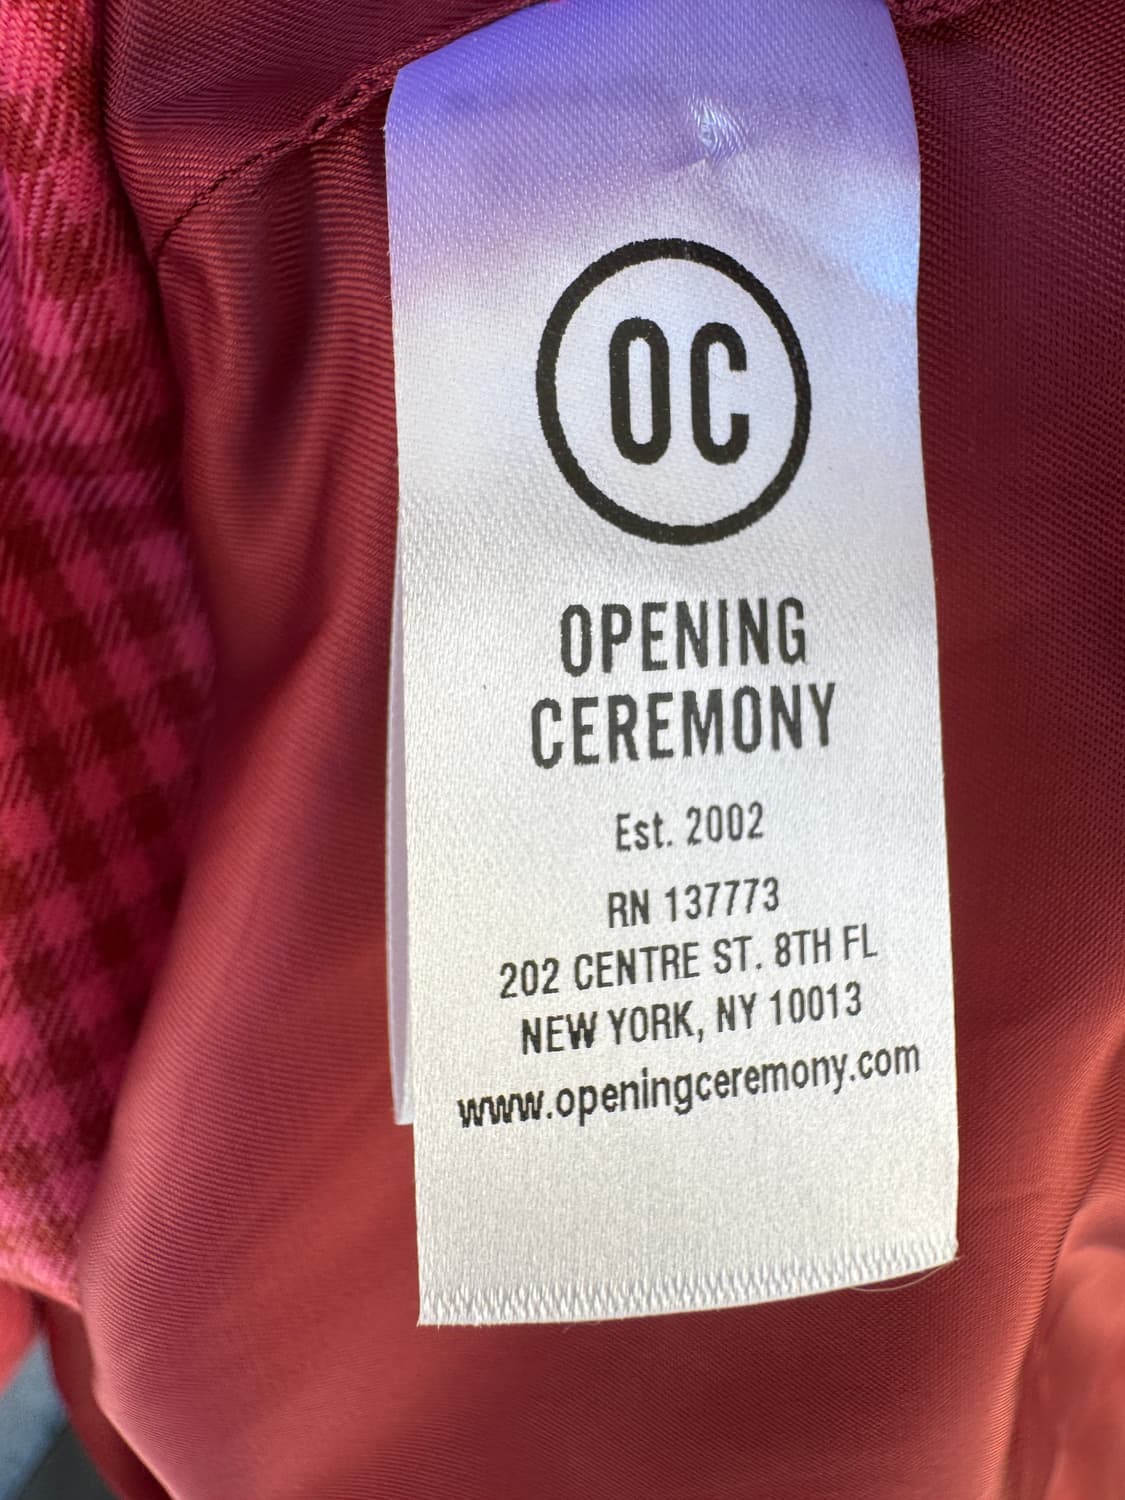 OC
OPENING
CEREMONY
Est. 2002
RN 137773
202 CENTRE ST. 8TH FL
NEW YORK, NY 10013
www.openingceremony.com